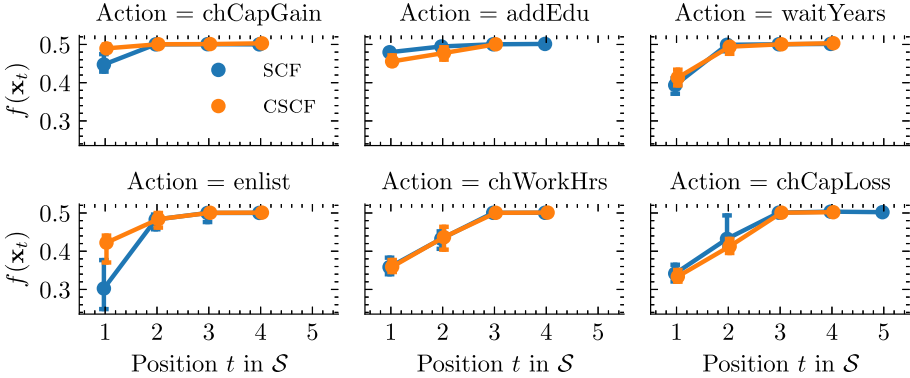 Action = chCapGain
Action = addEdu
Action = waitYears
f(𝐱ₜ)
0.5
0.4
0.3
SCF
CSCF
Action = enlist
Action = chWorkHrs
Action = chCapLoss
f(𝐱ₜ)
0.5
0.4
0.3
1 2 3 4 5
1 2 3 4 5
1 2 3 4 5
Position t in 𝒮
Position t in 𝒮
Position t in 𝒮